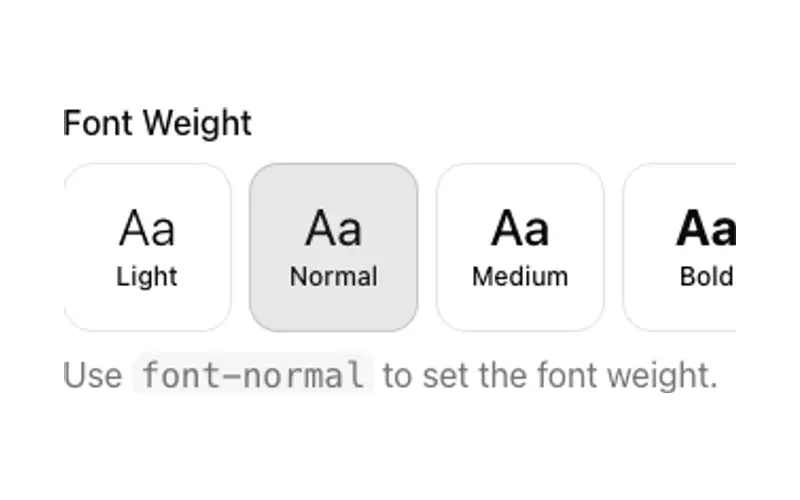 Font Weight
Aa Aa Aa Aa
Light Normal Medium Bold
Use font-normal to set the font weight.